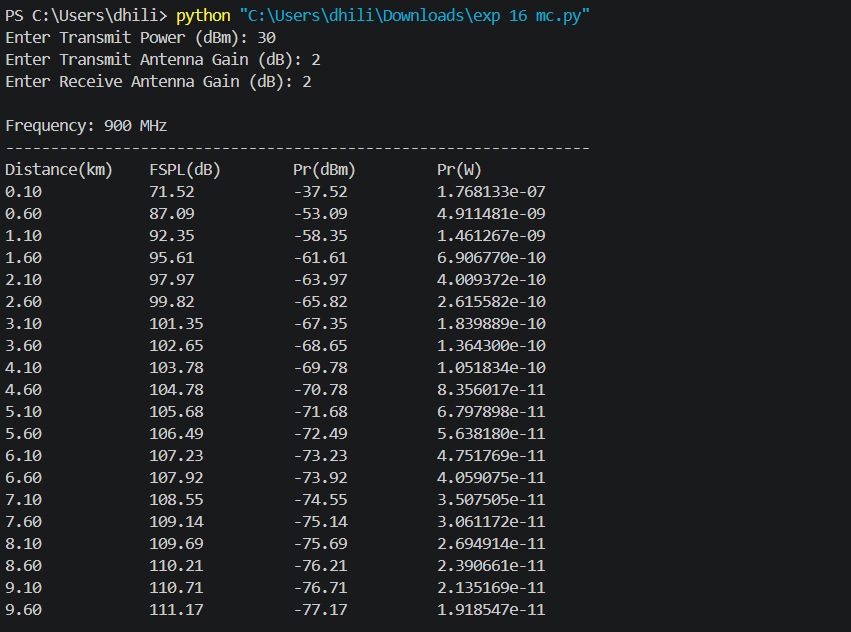 PS C:\Users\dhili> python "C:\Users\dhili\Downloads\exp 16 mc.py"
Enter Transmit Power (dBm): 30
Enter Transmit Antenna Gain (dB): 2
Enter Receive Antenna Gain (dB): 2
Frequency: 900 MHz
-----------------------------------------------------------------
Distance(km)    FSPL(dB)        Pr(dBm)         Pr(W)
0.10            71.52           -37.52          1.768133e-07
0.60            87.09           -53.09          4.911481e-09
1.10            92.35           -58.35          1.461267e-09
1.60            95.61           -61.61          6.906770e-10
2.10            97.97           -63.97          4.009372e-10
2.60            99.82           -65.82          2.615582e-10
3.10            101.35          -67.35          1.839889e-10
3.60            102.65          -68.65          1.364300e-10
4.10            103.78          -69.78          1.051834e-10
4.60            104.78          -70.78          8.356017e-11
5.10            105.68          -71.68          6.797898e-11
5.60            106.49          -72.49          5.638180e-11
6.10            107.23          -73.23          4.751769e-11
6.60            107.92          -73.92          4.059075e-11
7.10            108.55          -74.55          3.507505e-11
7.60            109.14          -75.14          3.061172e-11
8.10            109.69          -75.69          2.694914e-11
8.60            110.21          -76.21          2.390661e-11
9.10            110.71          -76.71          2.135169e-11
9.60            111.17          -77.17          1.918547e-11